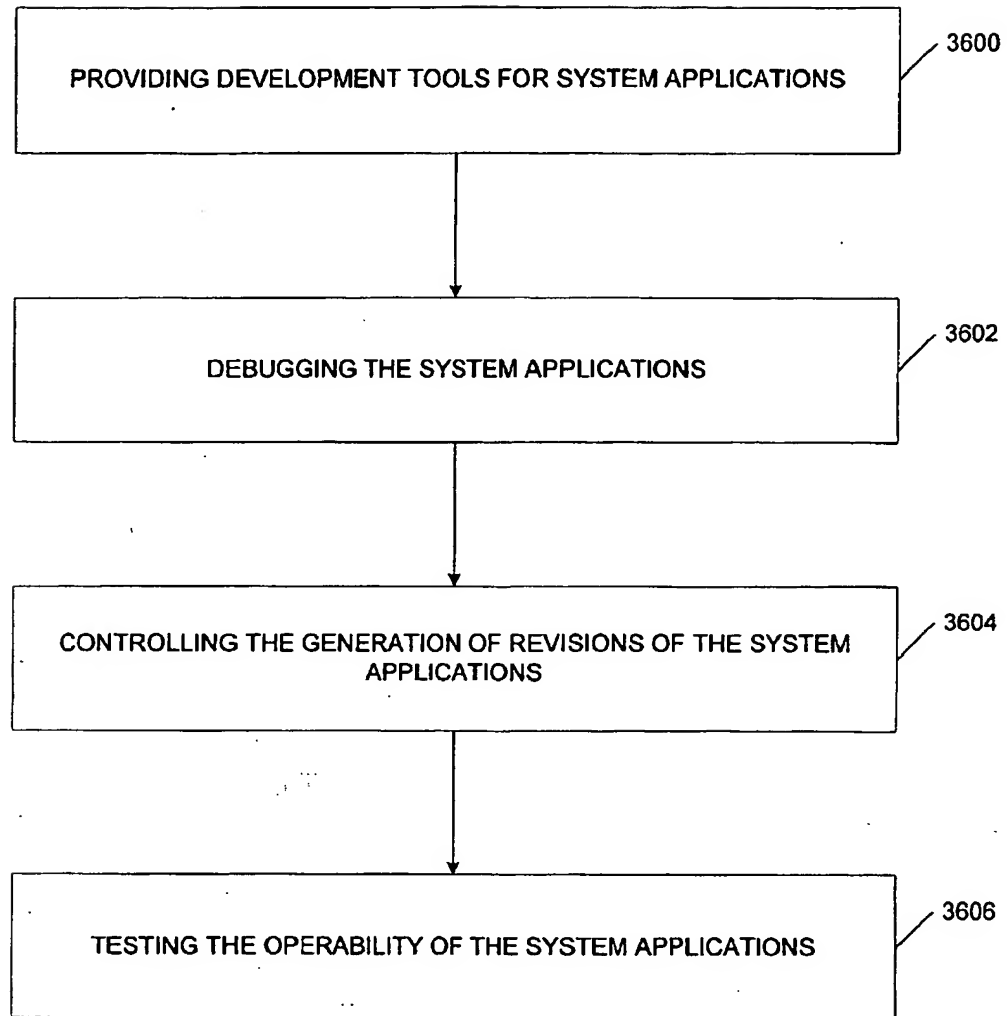 3600
PROVIDING DEVELOPMENT TOOLS FOR SYSTEM APPLICATIONS
3602
DEBUGGING THE SYSTEM APPLICATIONS
3604
CONTROLLING THE GENERATION OF REVISIONS OF THE SYSTEM
APPLICATIONS
3606
TESTING THE OPERABILITY OF THE SYSTEM APPLICATIONS